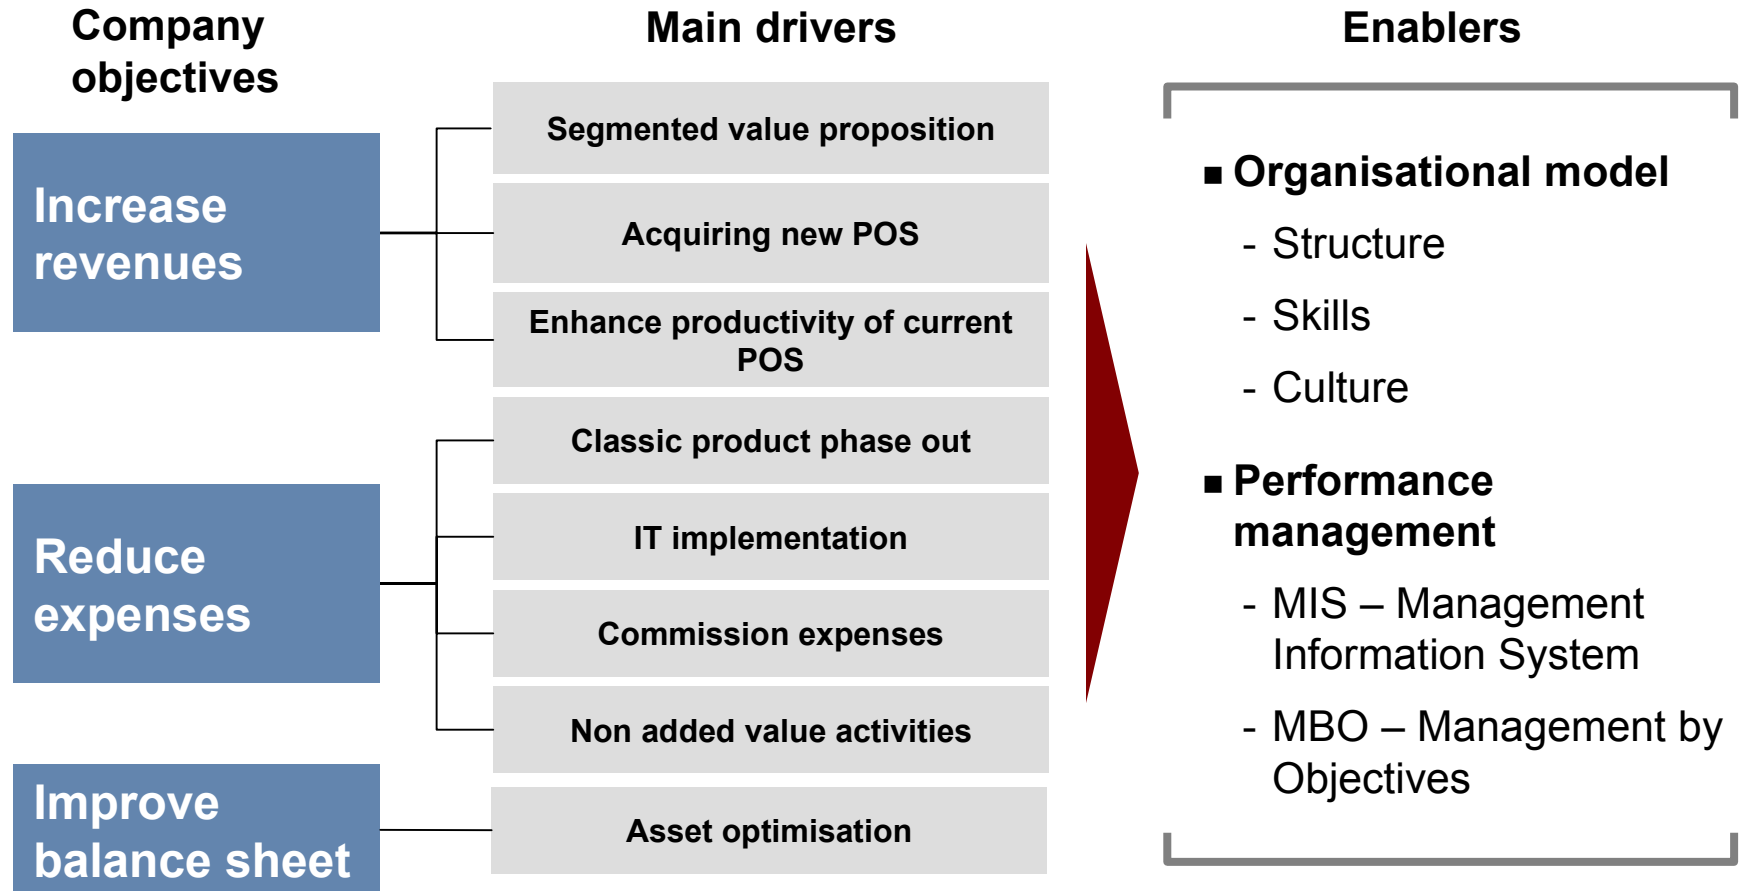 Company
objectives
Main drivers
Enablers
Increase
revenues
Segmented value proposition
Acquiring new POS
Enhance productivity of current
POS
Reduce
expenses
Classic product phase out
IT implementation
Commission expenses
Non added value activities
Improve
balance sheet
Asset optimisation
■ Organisational model
- Structure
- Skills
- Culture
■ Performance
management
- MIS – Management
Information System
- MBO – Management by
Objectives